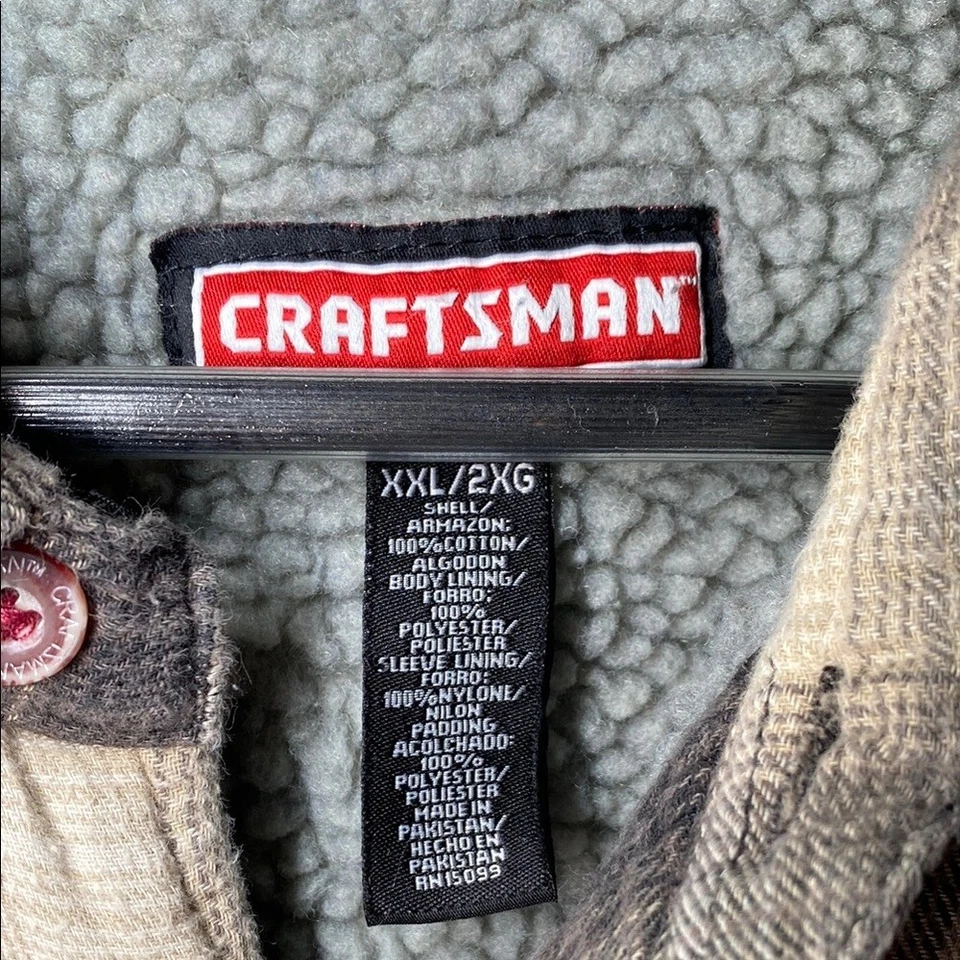 CRAFTSMAN™
XXL/2XG
SHELL/
ARMAZON:
100%COTTON/
ALGODON
BODY LINING/
FORRO:
100%
POLYESTER/
POLIESTER
SLEEVE LINING/
FORRO:
100%NYLONE/
NILON
PADDING
ACOLCHADO:
100%
POLYESTER/
POLIESTER
MADE IN
PAKISTAN/
HECHO EN
PAKISTAN
RN15099
CRAFTSMAN